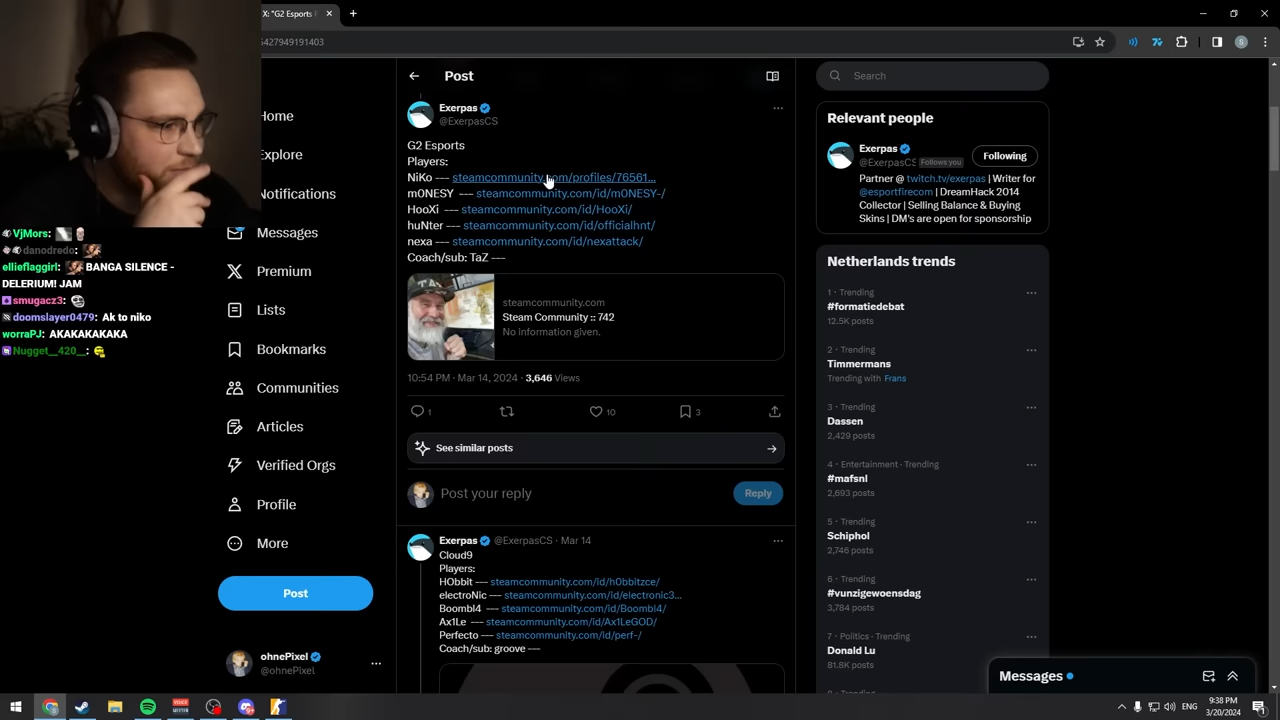 X: "G2 Esports
5427949191403
Home
Explore
Notifications
Messages
Premium
Lists
Bookmarks
Communities
Articles
Verified Orgs
Profile
More
Post
ohnePixel
@ohnePixel
VjMors:
danodredo:
ellieflaggirl: BANGA SILENCE -
DELERIUM! JAM
smugacz3:
doomslayer0479: Ak to niko
worraPJ: AKAKAKAKAKA
Nugget__420__:
Post
Exerpas
@ExerpasCS
G2 Esports
Players:
NiKo --- steamcommunity.com/profiles/76561...
m0NESY --- steamcommunity.com/id/m0NESY-/
HooXi --- steamcommunity.com/id/HooXi/
huNter --- steamcommunity.com/id/officialhnt/
nexa --- steamcommunity.com/id/nexattack/
Coach/sub: TaZ ---
steamcommunity.com
Steam Community :: 742
No information given.
10:54 PM · Mar 14, 2024 · 3,646 Views
1
10
3
See similar posts
Post your reply
Reply
Exerpas @ExerpasCS · Mar 14
Cloud9
Players:
HObbit --- steamcommunity.com/id/h0bbitzce/
electroNic --- steamcommunity.com/id/electronic3...
Boombl4 --- steamcommunity.com/id/Boombl4/
Ax1Le --- steamcommunity.com/id/Ax1LeGOD/
Perfecto --- steamcommunity.com/id/perf-/
Coach/sub: groove ---
Search
Relevant people
Exerpas
@ExerpasCS Follows you
Following
Partner @ twitch.tv/exerpas | Writer for
@esportfirecom | DreamHack 2014
Collector | Selling Balance & Buying
Skins | DM's are open for sponsorship
Netherlands trends
1 · Trending
#formatiedebat
12.5K posts
2 · Trending
Timmermans
Trending with Frans
3 · Trending
Dassen
2,429 posts
4 · Entertainment · Trending
#mafsnl
2,693 posts
5 · Trending
Schiphol
2,746 posts
6 · Trending
#vunzigewoensdag
3,784 posts
7 · Politics · Trending
Donald Lu
81.8K posts
Messages
ENG
9:38 PM
3/20/2024